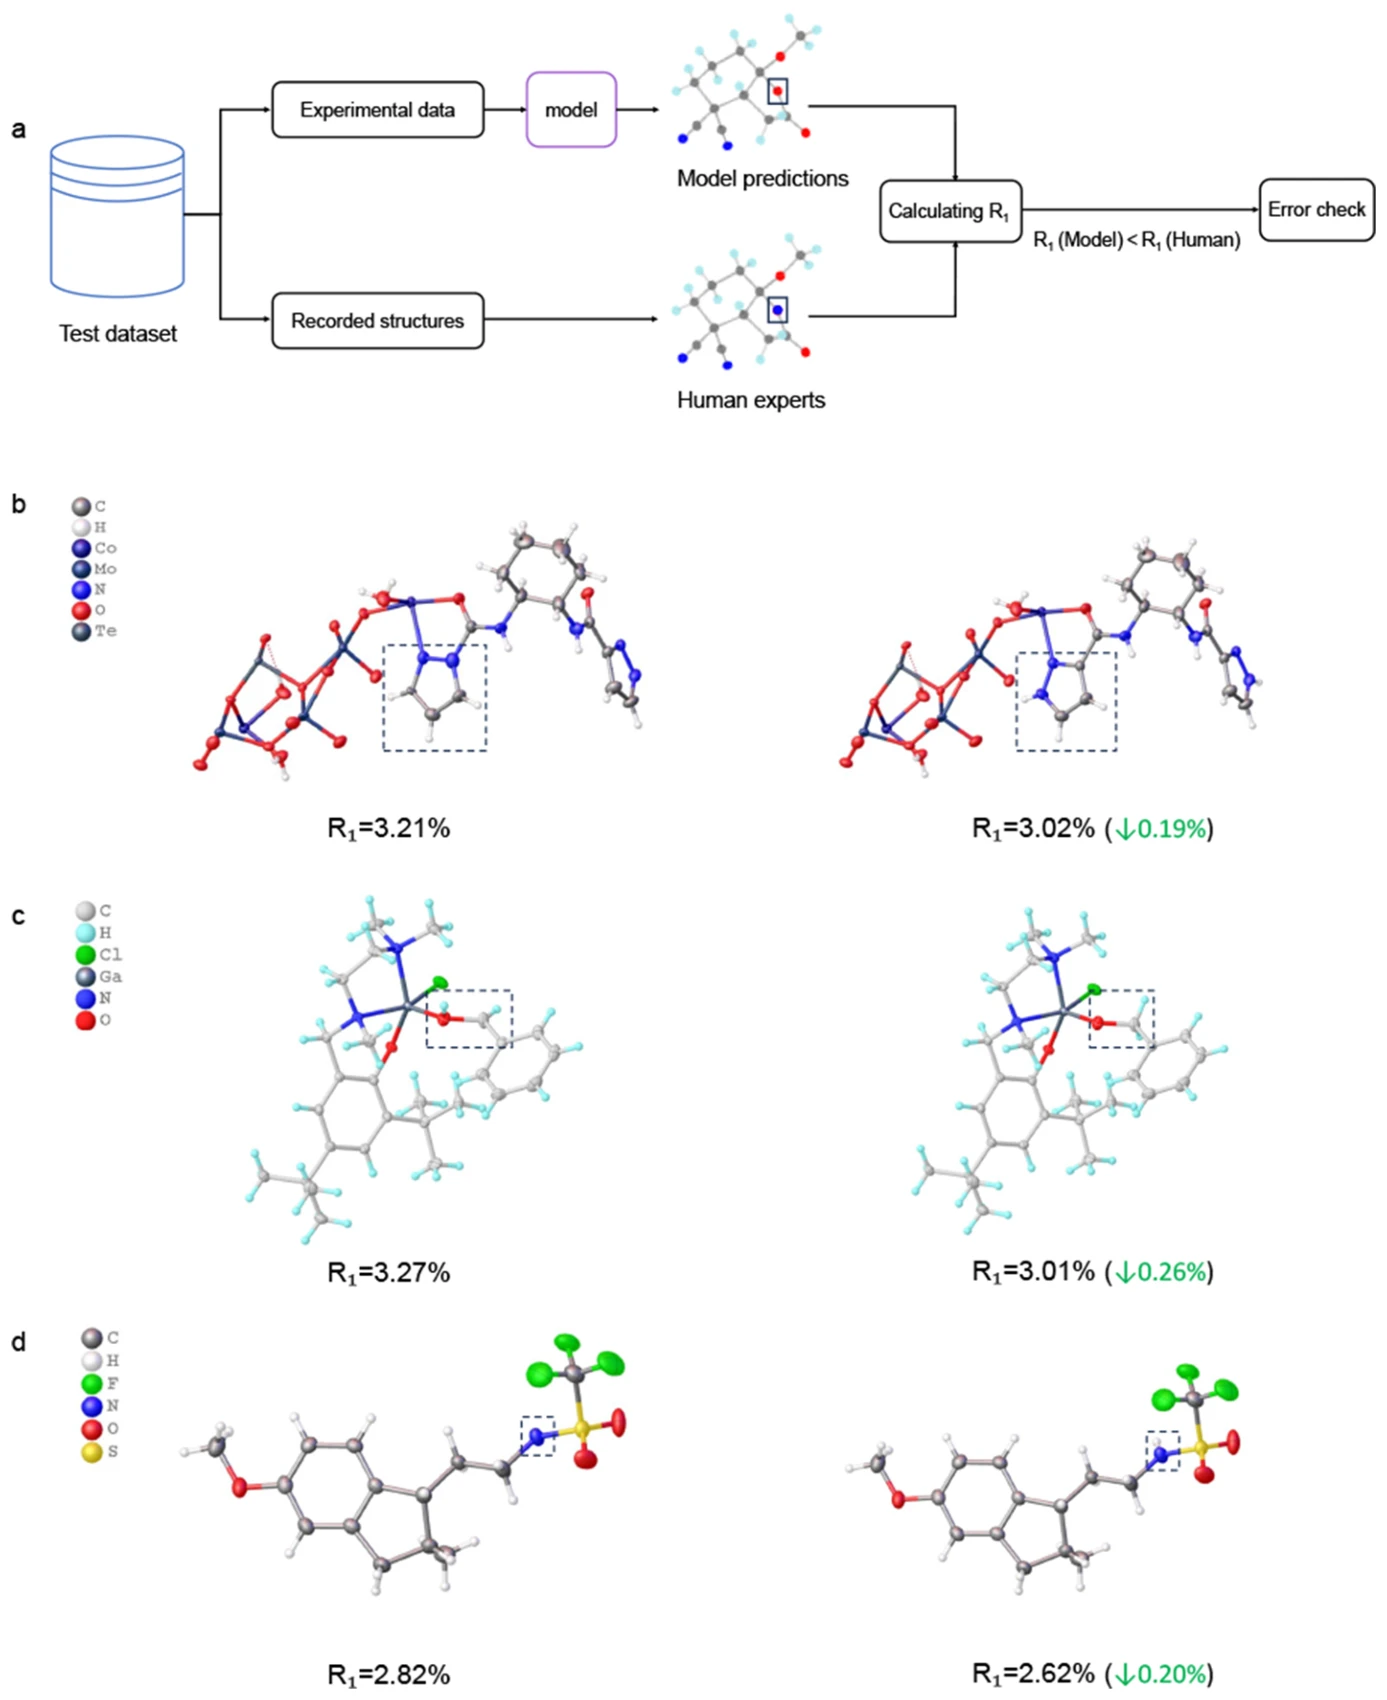 a
Test dataset
Experimental data
model
Model predictions
Recorded structures
Human experts
Calculating R₁
R₁ (Model) < R₁ (Human)
Error check
b
C
H
Co
Mo
N
O
Te
R₁=3.21%
R₁=3.02% (↓0.19%)
c
C
H
Cl
Ga
N
O
R₁=3.27%
R₁=3.01% (↓0.26%)
d
C
H
F
N
O
S
R₁=2.82%
R₁=2.62% (↓0.20%)